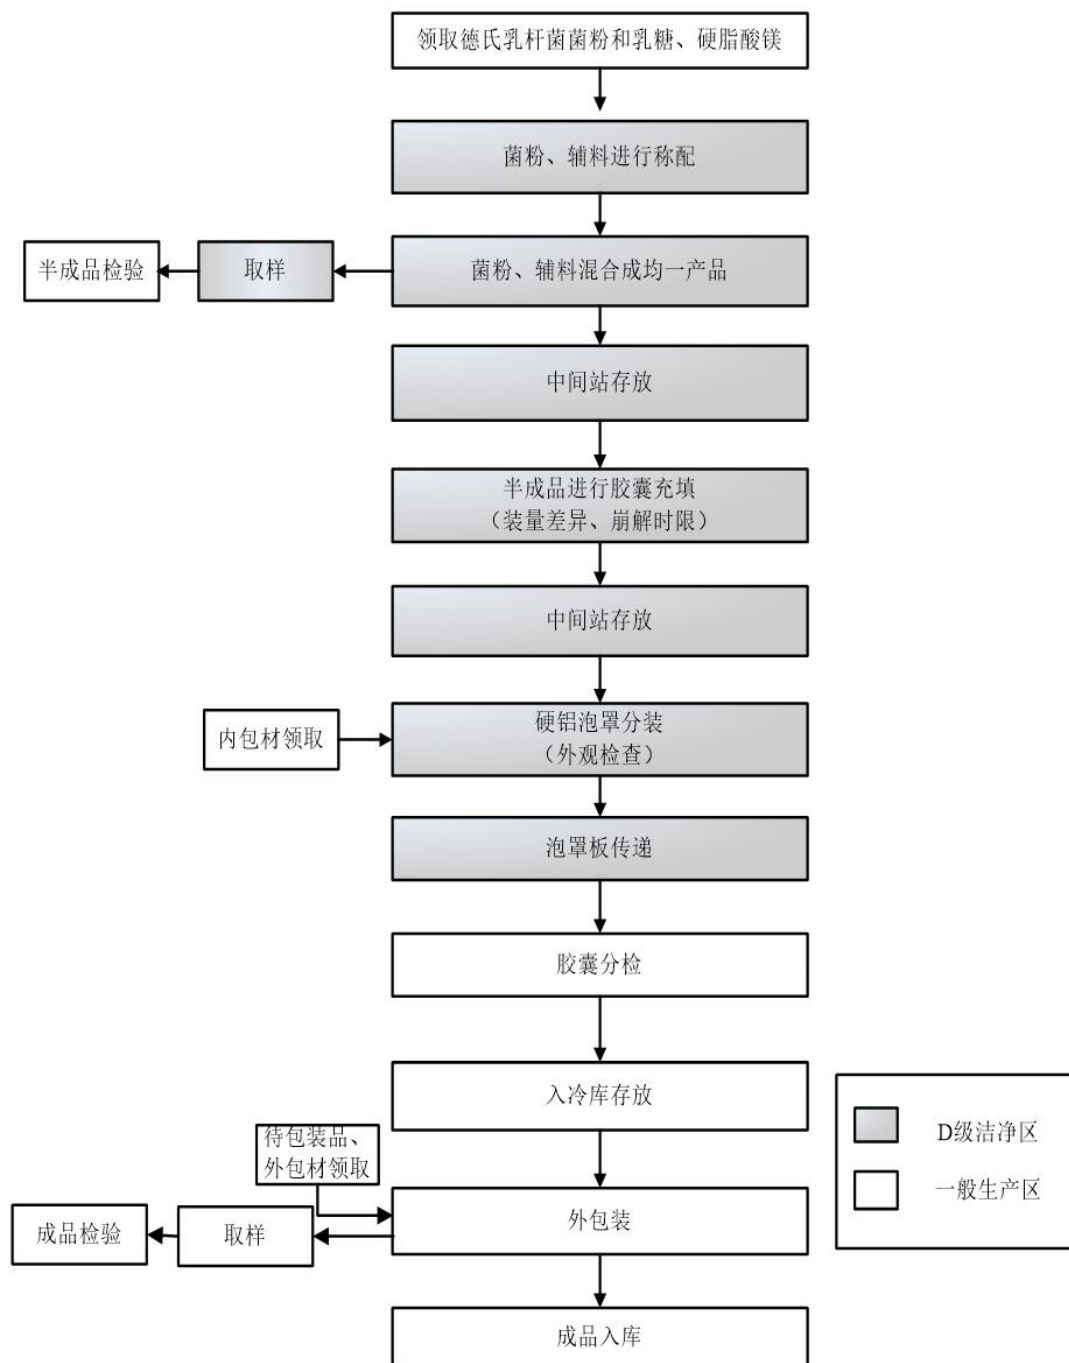 领取德氏乳杆菌菌粉和乳糖、硬脂酸镁
菌粉、辅料进行称配
半成品检验
取样
菌粉、辅料混合成均一产品
中间站存放
半成品进行胶囊充填
（装量差异、崩解时限）
中间站存放
内包材领取
硬铝泡罩分装
（外观检查）
泡罩板传递
胶囊分检
入冷库存放
待包装品、
外包材领取
外包装
成品检验
取样
成品入库
D级洁净区
一般生产区